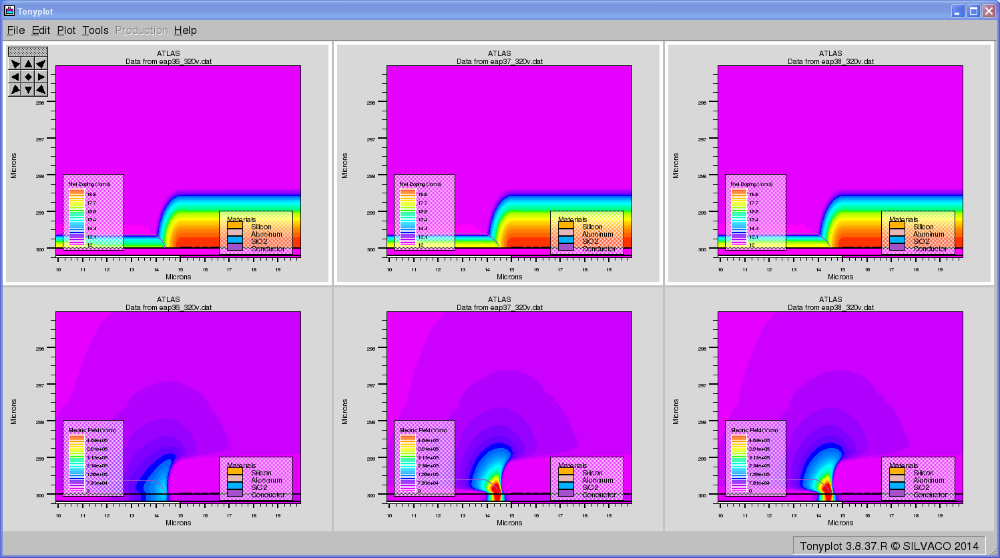 Tonyplot
File Edit Plot Tools Production Help
ATLAS
Data from eap36_320v.dat
Microns
296
297
298
299
300
Net Doping (/cm3)
18.8
17.7
16.6
15.4
14.3
13.1
12
Materials
Silicon
Aluminum
SiO2
Conductor
10 11 12 13 14 15 16 17 18 19
Microns
ATLAS
Data from eap37_320v.dat
Microns
296
297
298
299
300
Net Doping (/cm3)
18.8
17.7
16.6
15.4
14.3
13.1
12
Materials
Silicon
Aluminum
SiO2
Conductor
10 11 12 13 14 15 16 17 18 19
Microns
ATLAS
Data from eap38_320v.dat
Microns
296
297
298
299
300
Net Doping (/cm3)
18.8
17.7
16.6
15.4
14.3
13.1
12
Materials
Silicon
Aluminum
SiO2
Conductor
10 11 12 13 14 15 16 17 18 19
Microns
ATLAS
Data from eap36_320v.dat
Microns
296
297
298
299
300
Electric Field (V/cm)
4.69e+05
3.91e+05
3.12e+05
2.34e+05
1.56e+05
7.81e+04
0
Materials
Silicon
Aluminum
SiO2
Conductor
10 11 12 13 14 15 16 17 18 19
Microns
ATLAS
Data from eap37_320v.dat
Microns
296
297
298
299
300
Electric Field (V/cm)
4.69e+05
3.91e+05
3.12e+05
2.34e+05
1.56e+05
7.81e+04
0
Materials
Silicon
Aluminum
SiO2
Conductor
10 11 12 13 14 15 16 17 18 19
Microns
ATLAS
Data from eap38_320v.dat
Microns
296
297
298
299
300
Electric Field (V/cm)
4.69e+05
3.91e+05
3.12e+05
2.34e+05
1.56e+05
7.81e+04
0
Materials
Silicon
Aluminum
SiO2
Conductor
10 11 12 13 14 15 16 17 18 19
Microns
Tonyplot 3.8.37.R © SILVACO 2014